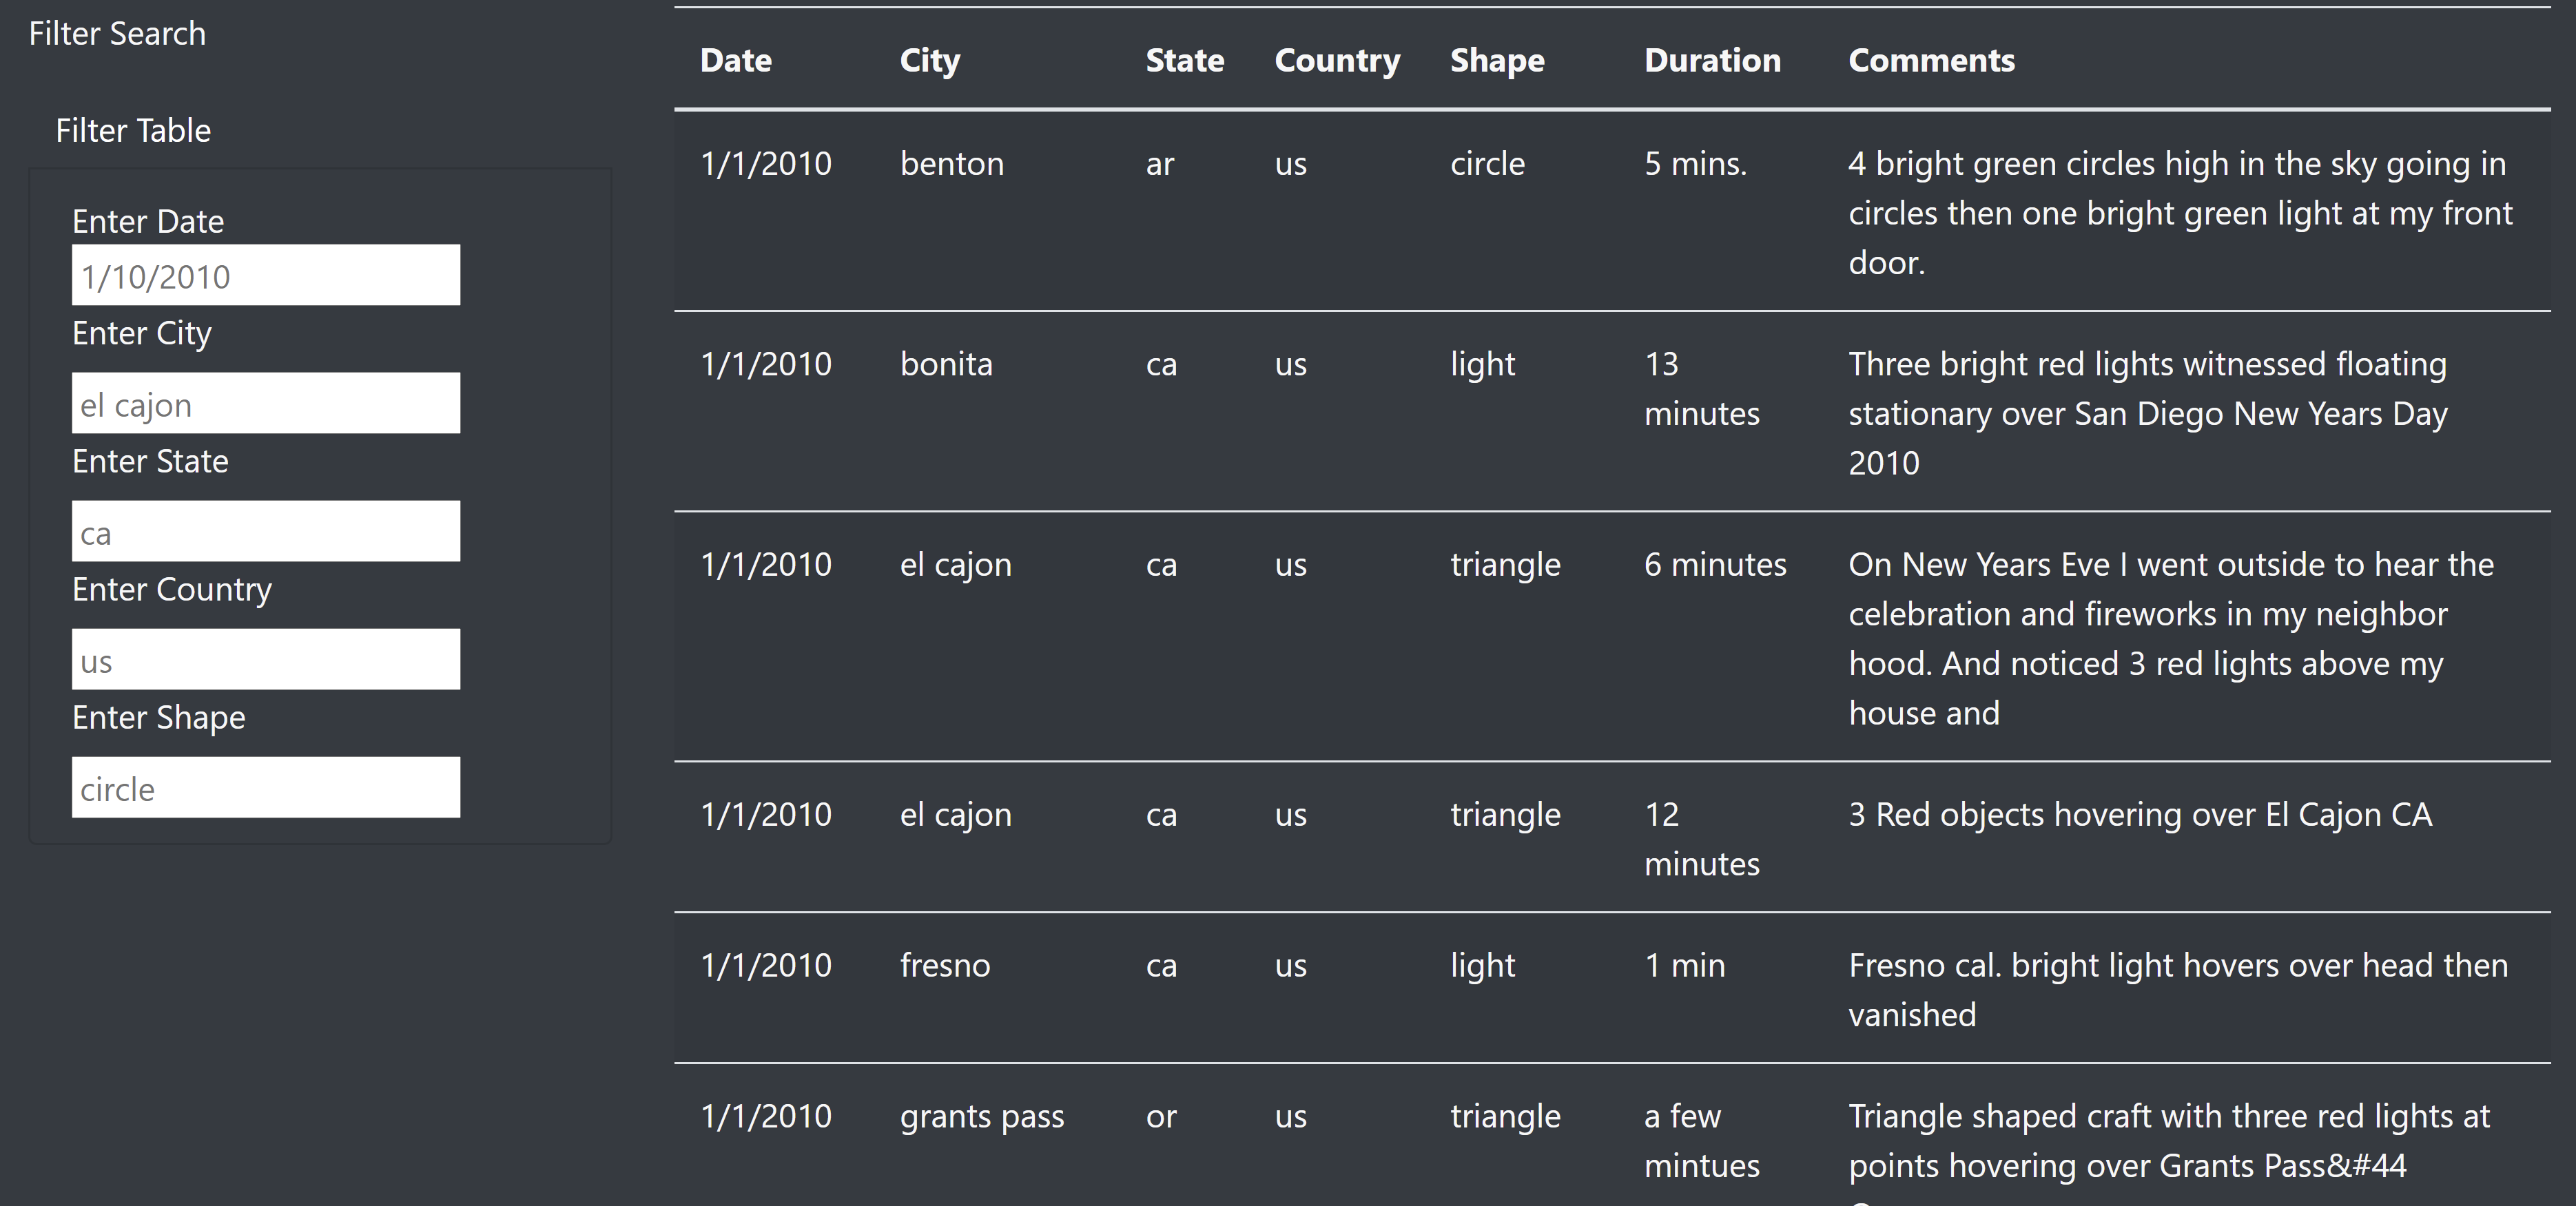 Filter Search
Filter Table
Enter Date
1/10/2010
Enter City
el cajon
Enter State
ca
Enter Country
us
Enter Shape
circle
Date City State Country Shape Duration Comments
1/1/2010 benton ar us circle 5 mins. 4 bright green circles high in the sky going in
circles then one bright green light at my front
door.
1/1/2010 bonita ca us light 13 Three bright red lights witnessed floating
minutes stationary over San Diego New Years Day
2010
1/1/2010 el cajon ca us triangle 6 minutes On New Years Eve I went outside to hear the
celebration and fireworks in my neighbor
hood. And noticed 3 red lights above my
house and
1/1/2010 el cajon ca us triangle 12 3 Red objects hovering over El Cajon CA
minutes
1/1/2010 fresno ca us light 1 min Fresno cal. bright light hovers over head then
vanished
1/1/2010 grants pass or us triangle a few Triangle shaped craft with three red lights at
mintues points hovering over Grants Pass&#44